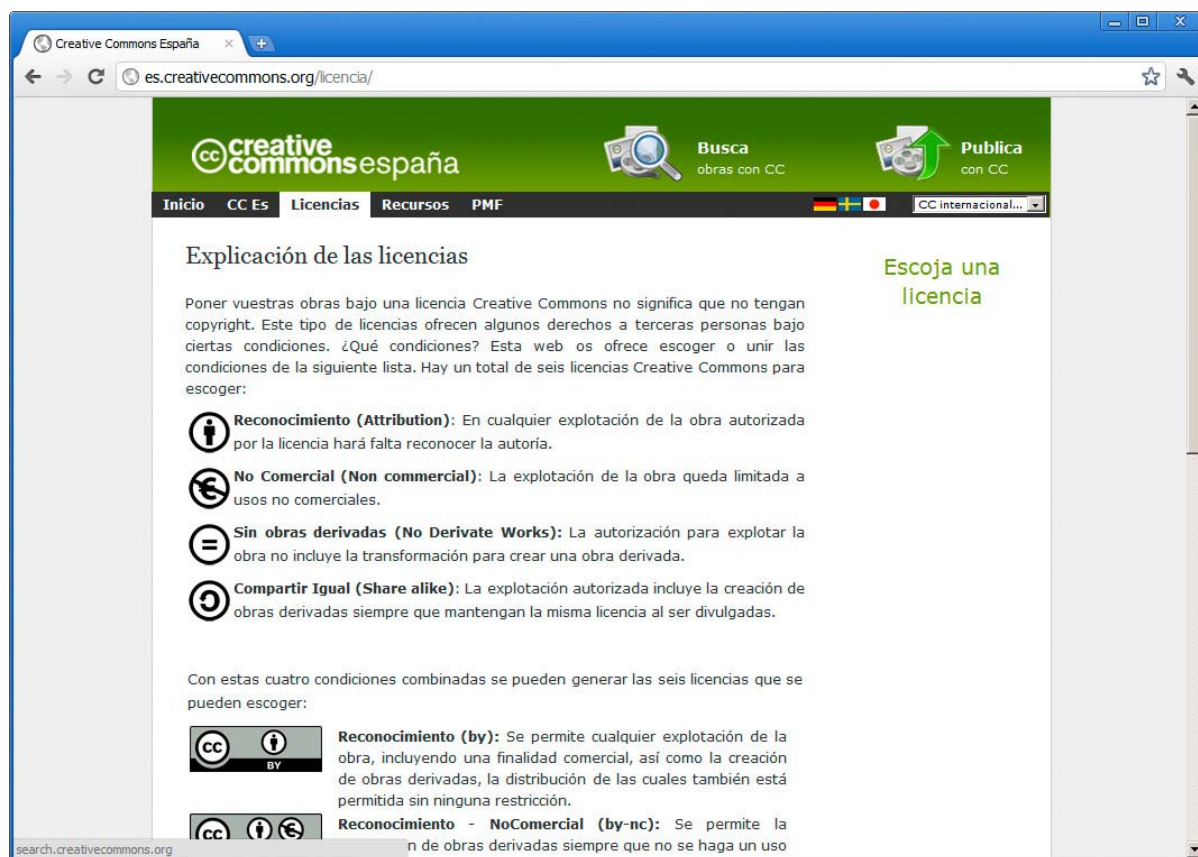 Creative Commons España
es.creativecommons.org/licencia/
cc creative commons españa
Busca
obras con CC
Publica
con CC
Inicio CC Es Licencias Recursos PMF
CC internacional...
Explicación de las licencias
Escoja una
licencia
Poner vuestras obras bajo una licencia Creative Commons no significa que no tengan
copyright. Este tipo de licencias ofrecen algunos derechos a terceras personas bajo
ciertas condiciones. ¿Qué condiciones? Esta web os ofrece escoger o unir las
condiciones de la siguiente lista. Hay un total de seis licencias Creative Commons para
escoger:
Reconocimiento (Attribution): En cualquier explotación de la obra autorizada
por la licencia hará falta reconocer la autoría.
No Comercial (Non commercial): La explotación de la obra queda limitada a
usos no comerciales.
Sin obras derivadas (No Derivate Works): La autorización para explotar la
obra no incluye la transformación para crear una obra derivada.
Compartir Igual (Share alike): La explotación autorizada incluye la creación de
obras derivadas siempre que mantengan la misma licencia al ser divulgadas.
Con estas cuatro condiciones combinadas se pueden generar las seis licencias que se
pueden escoger:
cc BY
Reconocimiento (by): Se permite cualquier explotación de la
obra, incluyendo una finalidad comercial, así como la creación
de obras derivadas, la distribución de las cuales también está
permitida sin ninguna restricción.
cc
Reconocimiento - NoComercial (by-nc): Se permite la
n de obras derivadas siempre que no se haga un uso
search.creativecommons.org